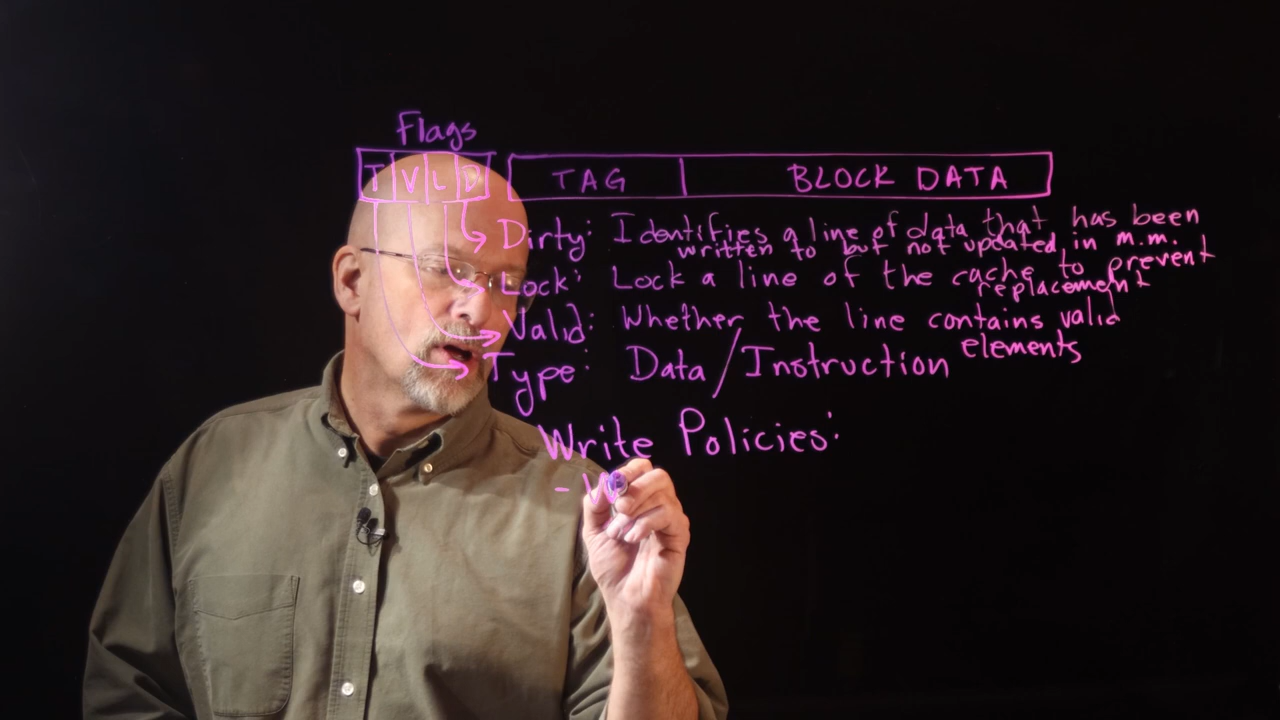 Flags
T V L D TAG BLOCK DATA
Dirty: Identifies a line of data that has been
written to but not updated in m.m.
Lock: Lock a line of the cache to prevent
replacement
Valid: Whether the line contains valid
elements
Type: Data/Instruction
Write Policies:
- W